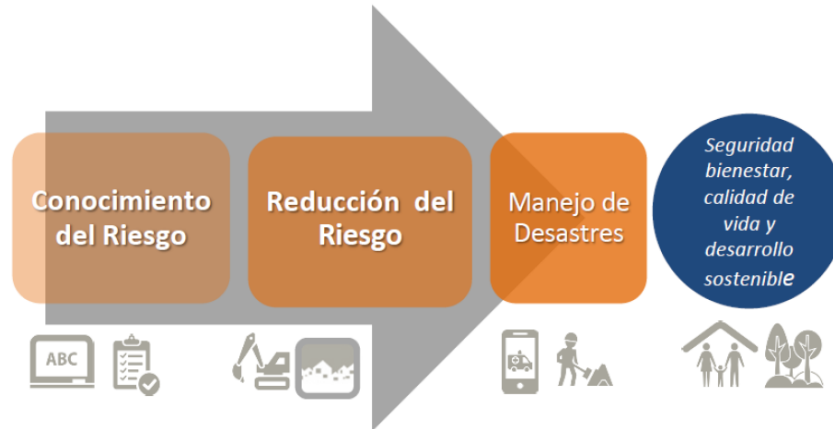 Conocimiento
del Riesgo
Reducción del
Riesgo
Manejo de
Desastres
Seguridad
bienestar,
calidad de
vida y
desarrollo
sostenible
ABC